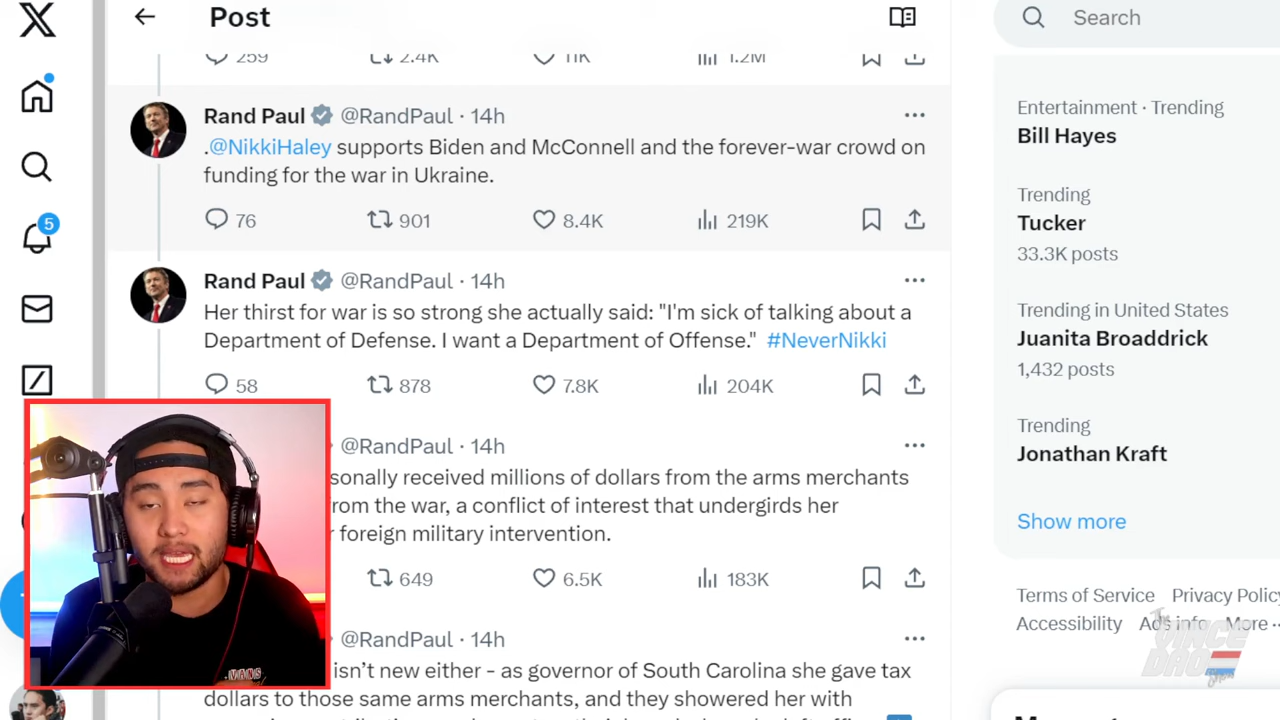 Post
Search
259 2.4K 11K 1.2M
Rand Paul @RandPaul · 14h
.@NikkiHaley supports Biden and McConnell and the forever-war crowd on
funding for the war in Ukraine.
76 901 8.4K 219K
Rand Paul @RandPaul · 14h
Her thirst for war is so strong she actually said: "I'm sick of talking about a
Department of Defense. I want a Department of Offense." #NeverNikki
58 878 7.8K 204K
@RandPaul · 14h
sonally received millions of dollars from the arms merchants
rom the war, a conflict of interest that undergirds her
r foreign military intervention.
649 6.5K 183K
@RandPaul · 14h
isn’t new either – as governor of South Carolina she gave tax
dollars to those same arms merchants, and they showered her with
5
Entertainment · Trending
Bill Hayes
Trending
Tucker
33.3K posts
Trending in United States
Juanita Broaddrick
1,432 posts
Trending
Jonathan Kraft
Show more
Terms of Service Privacy Policy
Accessibility Ads info More ··
The
VINCE
DAO
Show
VANS